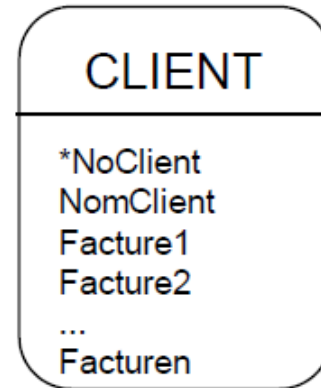 CLIENT
*NoClient
NomClient
Facture1
Facture2
...
Facturen